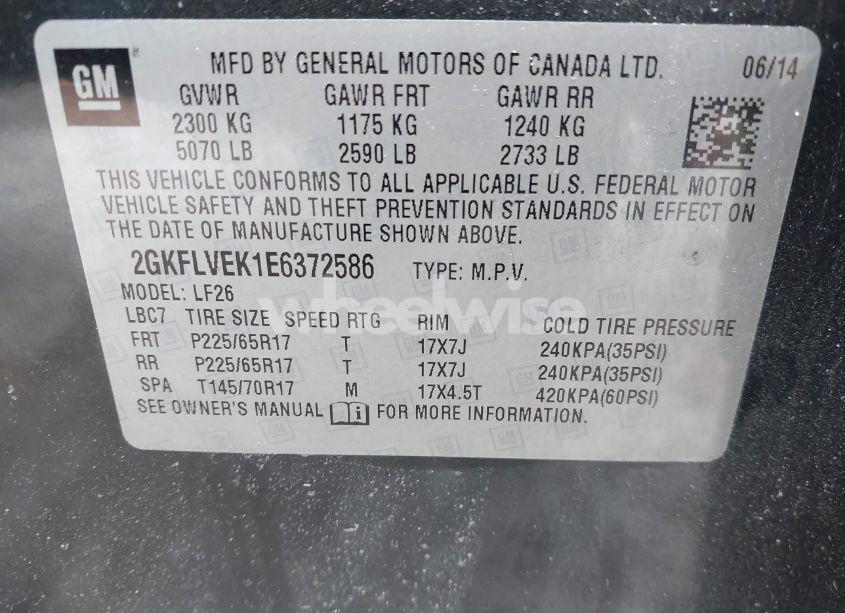 GM
MFD BY GENERAL MOTORS OF CANADA LTD. 06/14
GVWR GAWR FRT GAWR RR
2300 KG 1175 KG 1240 KG
5070 LB 2590 LB 2733 LB
THIS VEHICLE CONFORMS TO ALL APPLICABLE U.S. FEDERAL MOTOR
VEHICLE SAFETY AND THEFT PREVENTION STANDARDS IN EFFECT ON
THE DATE OF MANUFACTURE SHOWN ABOVE.
2GKFLVEK1E6372586 TYPE: M.P.V.
MODEL: LF26
LBC7 TIRE SIZE SPEED RTG RIM COLD TIRE PRESSURE
FRT P225/65R17 T 17X7J 240KPA(35PSI)
RR P225/65R17 T 17X7J 240KPA(35PSI)
SPA T145/70R17 M 17X4.5T 420KPA(60PSI)
SEE OWNER'S MANUAL FOR MORE INFORMATION.
wheelwise